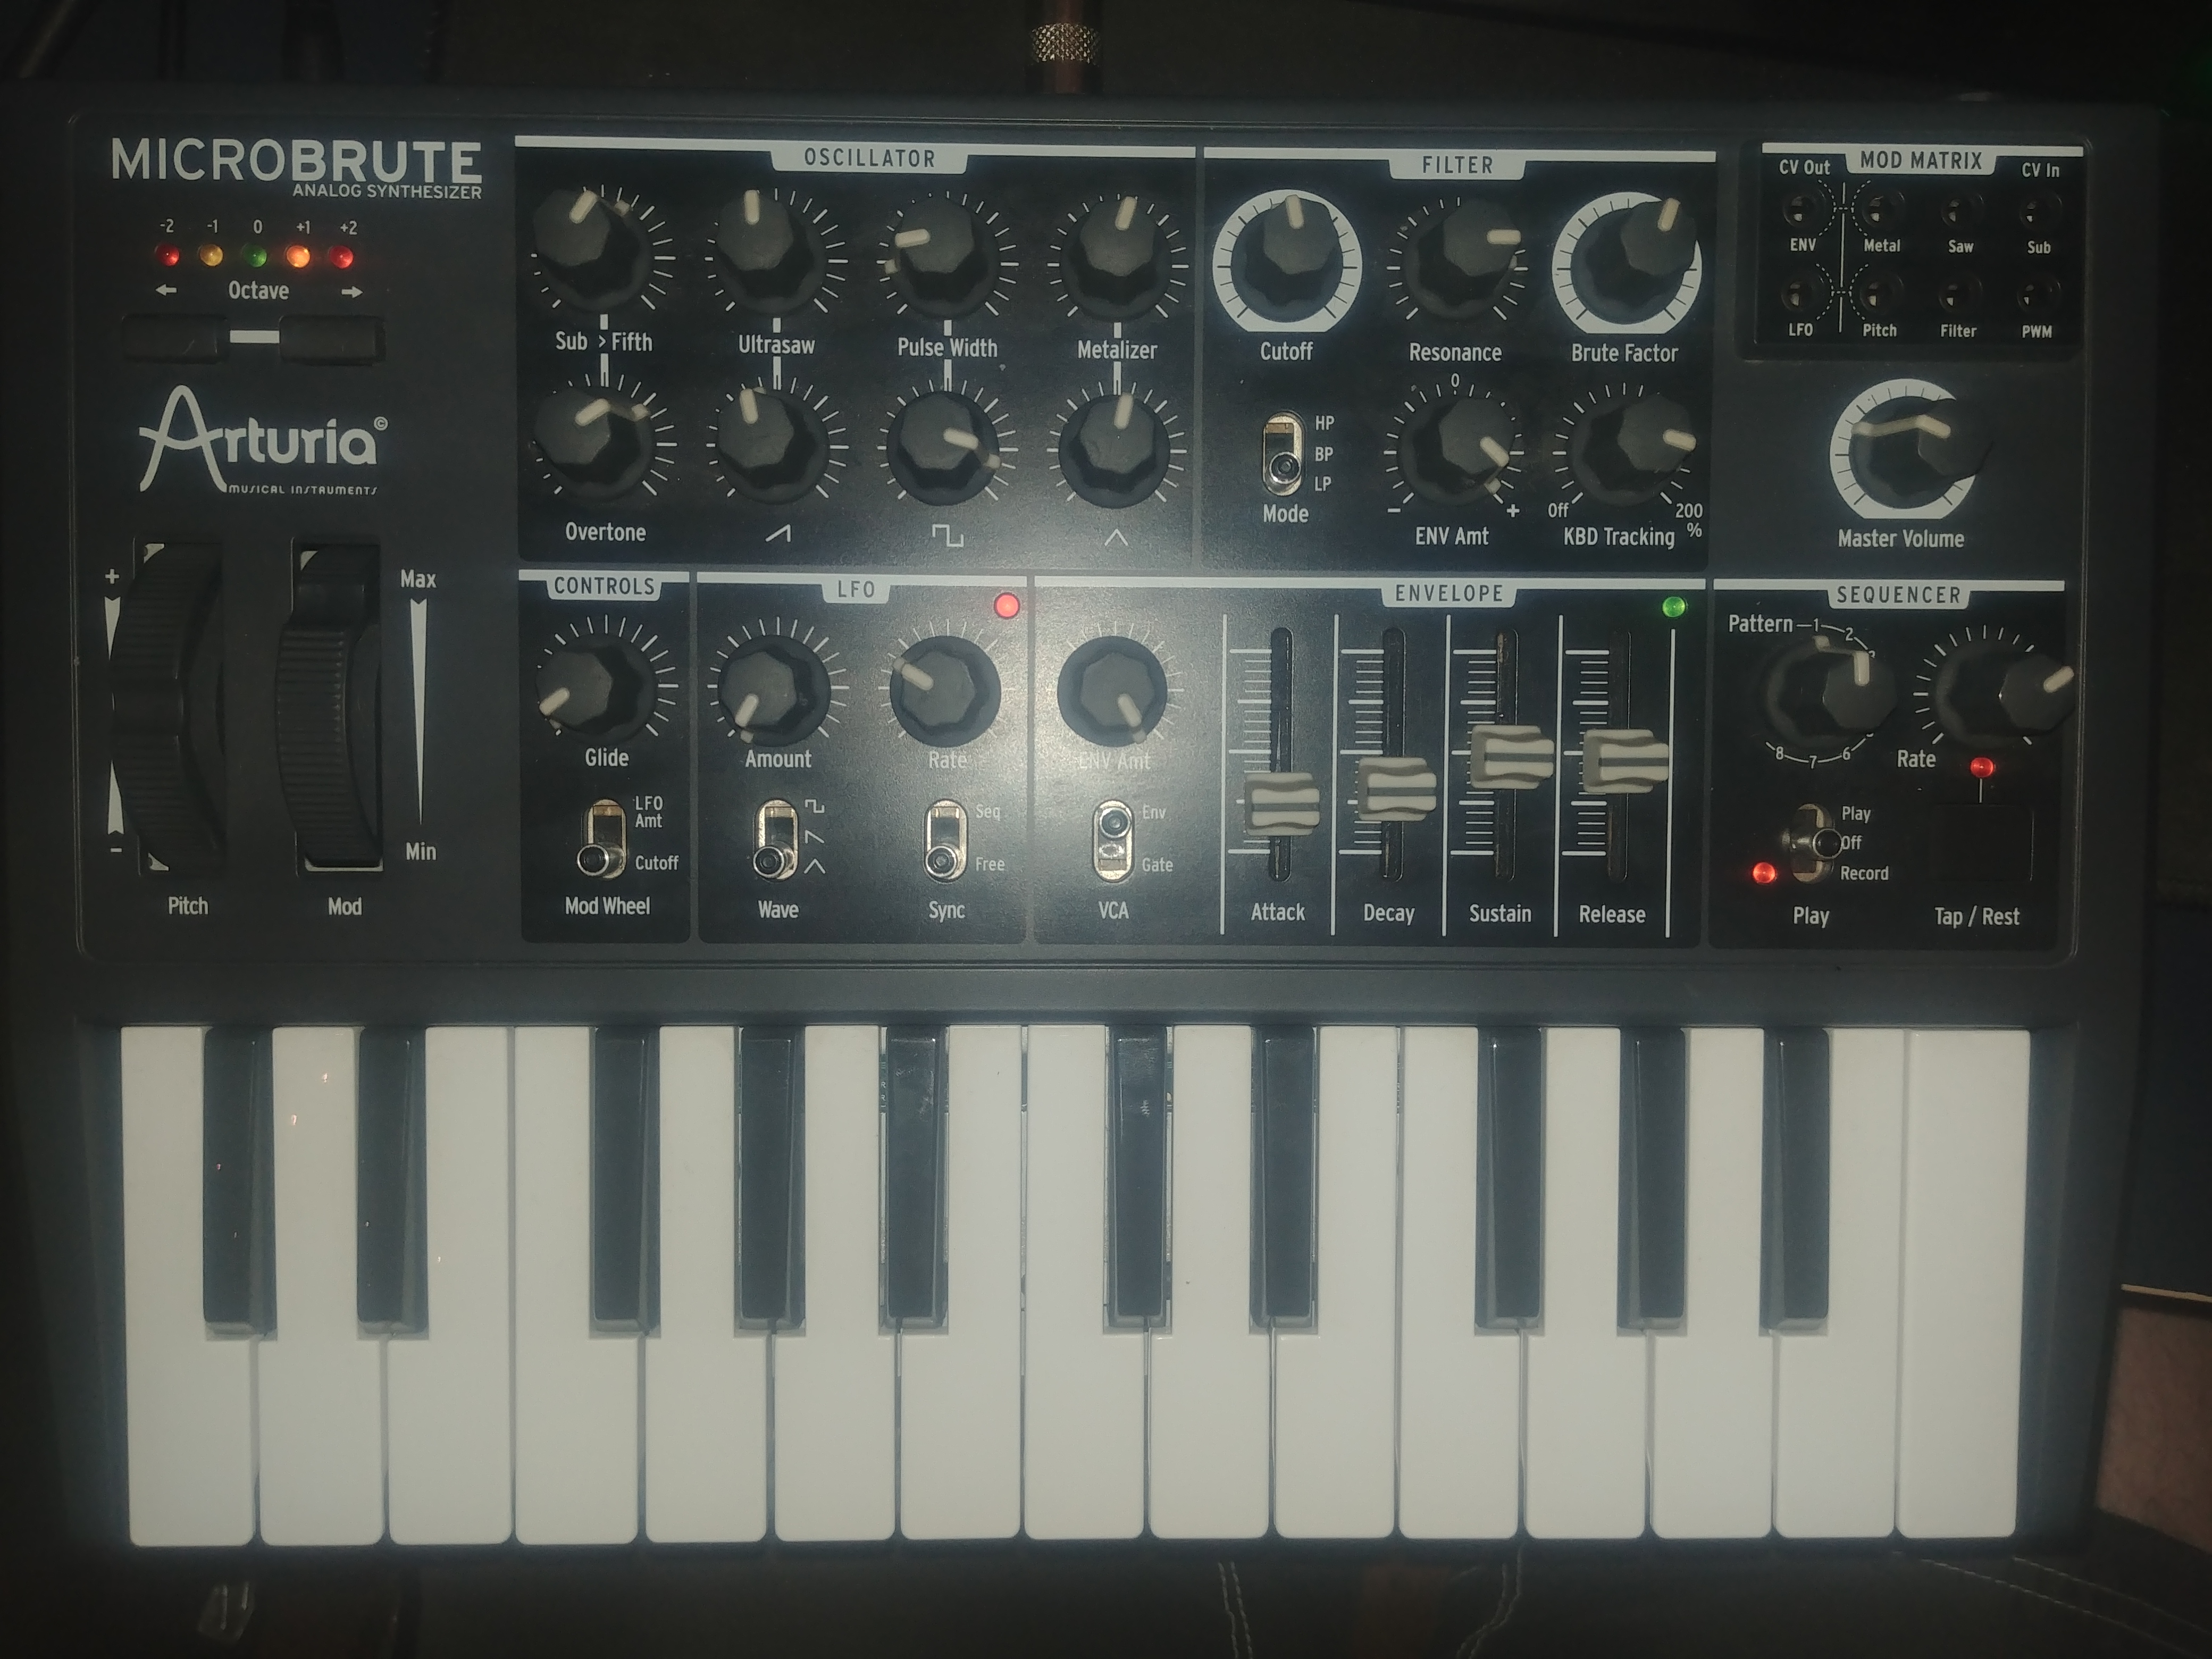 MICROBRUTE
ANALOG SYNTHESIZER
-2 -1 0 +1 +2
Octave
Arturia©
MUSICAL INSTRUMENTS
+
-
Max
Min
Pitch
Mod
OSCILLATOR
Sub > Fifth
Ultrasaw
Pulse Width
Metalizer
Overtone
FILTER
Cutoff
Resonance
Brute Factor
HP
BP
LP
Mode
0
- +
ENV Amt
Off 200 %
KBD Tracking
MOD MATRIX
CV Out
CV In
ENV
Metal
Saw
Sub
LFO
Pitch
Filter
PWM
Master Volume
CONTROLS
Glide
LFO
Amt
Cutoff
Mod Wheel
LFO
Amount
Rate
Wave
Seq
Free
Sync
ENVELOPE
ENV Amt
Env
Gate
VCA
Attack
Decay
Sustain
Release
SEQUENCER
Pattern 1 2
8 7 6
Rate
Play
Off
Record
Play
Tap / Rest